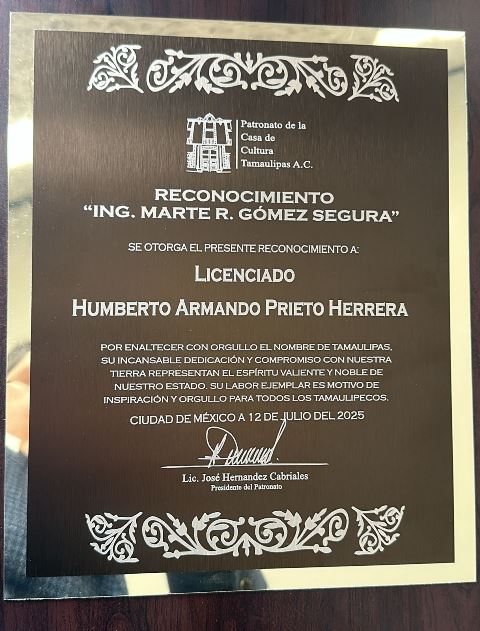 Patronato de la
Casa de
Cultura
Tamaulipas A.C.
RECONOCIMIENTO
“ING. MARTE R. GÓMEZ SEGURA”
SE OTORGA EL PRESENTE RECONOCIMIENTO A:
LICENCIADO
HUMBERTO ARMANDO PRIETO HERRERA
POR ENALTECER CON ORGULLO EL NOMBRE DE TAMAULIPAS,
SU INCANSABLE DEDICACIÓN Y COMPROMISO CON NUESTRA
TIERRA REPRESENTAN EL ESPÍRITU VALIENTE Y NOBLE DE
NUESTRO ESTADO. SU LABOR EJEMPLAR ES MOTIVO DE
INSPIRACIÓN Y ORGULLO PARA TODOS LOS TAMAULIPECOS.
CIUDAD DE MÉXICO A 12 DE JULIO DEL 2025
Lic. José Hernandez Cabriales
Presidente del Patronato